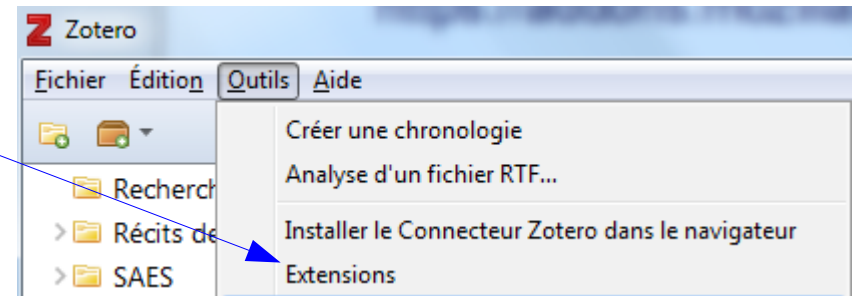 Zotero
Fichier Édition Outils Aide
Créer une chronologie
Analyse d'un fichier RTF...
Recherch
Installer le Connecteur Zotero dans le navigateur
Récits de
Extensions
SAES